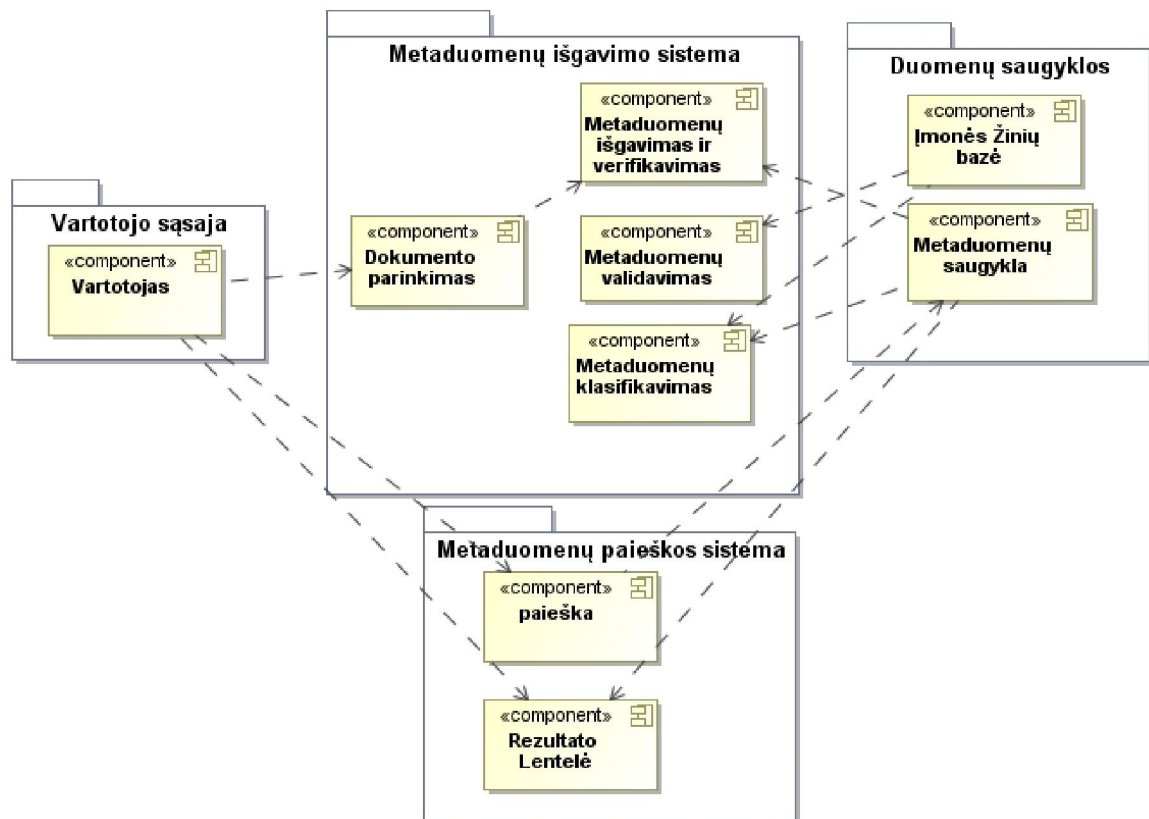 Vartotojo sąsaja
«component»
Vartotojas
Metaduomenų išgavimo sistema
«component»
Metaduomenų
išgavimas ir
verifikavimas
«component»
Dokumento
parinkimas
«component»
Metaduomenų
validavimas
«component»
Metaduomenų
klasifikavimas
Duomenų saugyklos
«component»
Įmonės Žinių
bazė
«component»
Metaduomenų
saugykla
Metaduomenų paieškos sistema
«component»
paieška
«component»
Rezultato
Lentelė